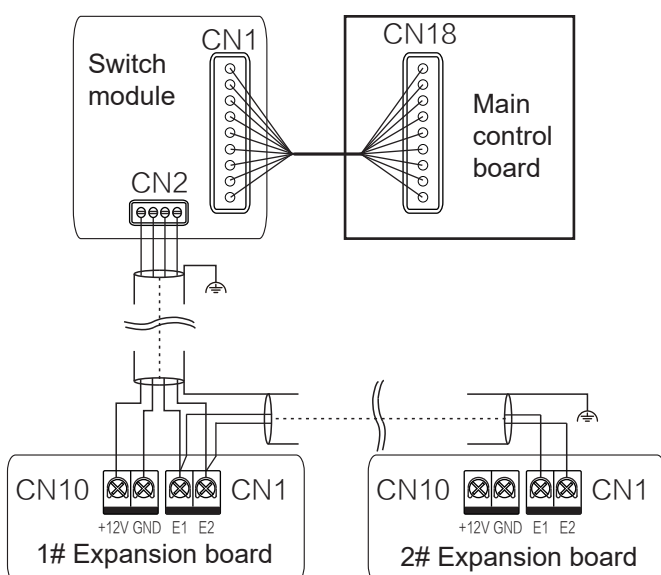 CN1
CN18
Switch
module
Main
control
board
CN2
CN10
CN1
+12V GND E1 E2
1# Expansion board
CN10
CN1
+12V GND E1 E2
2# Expansion board